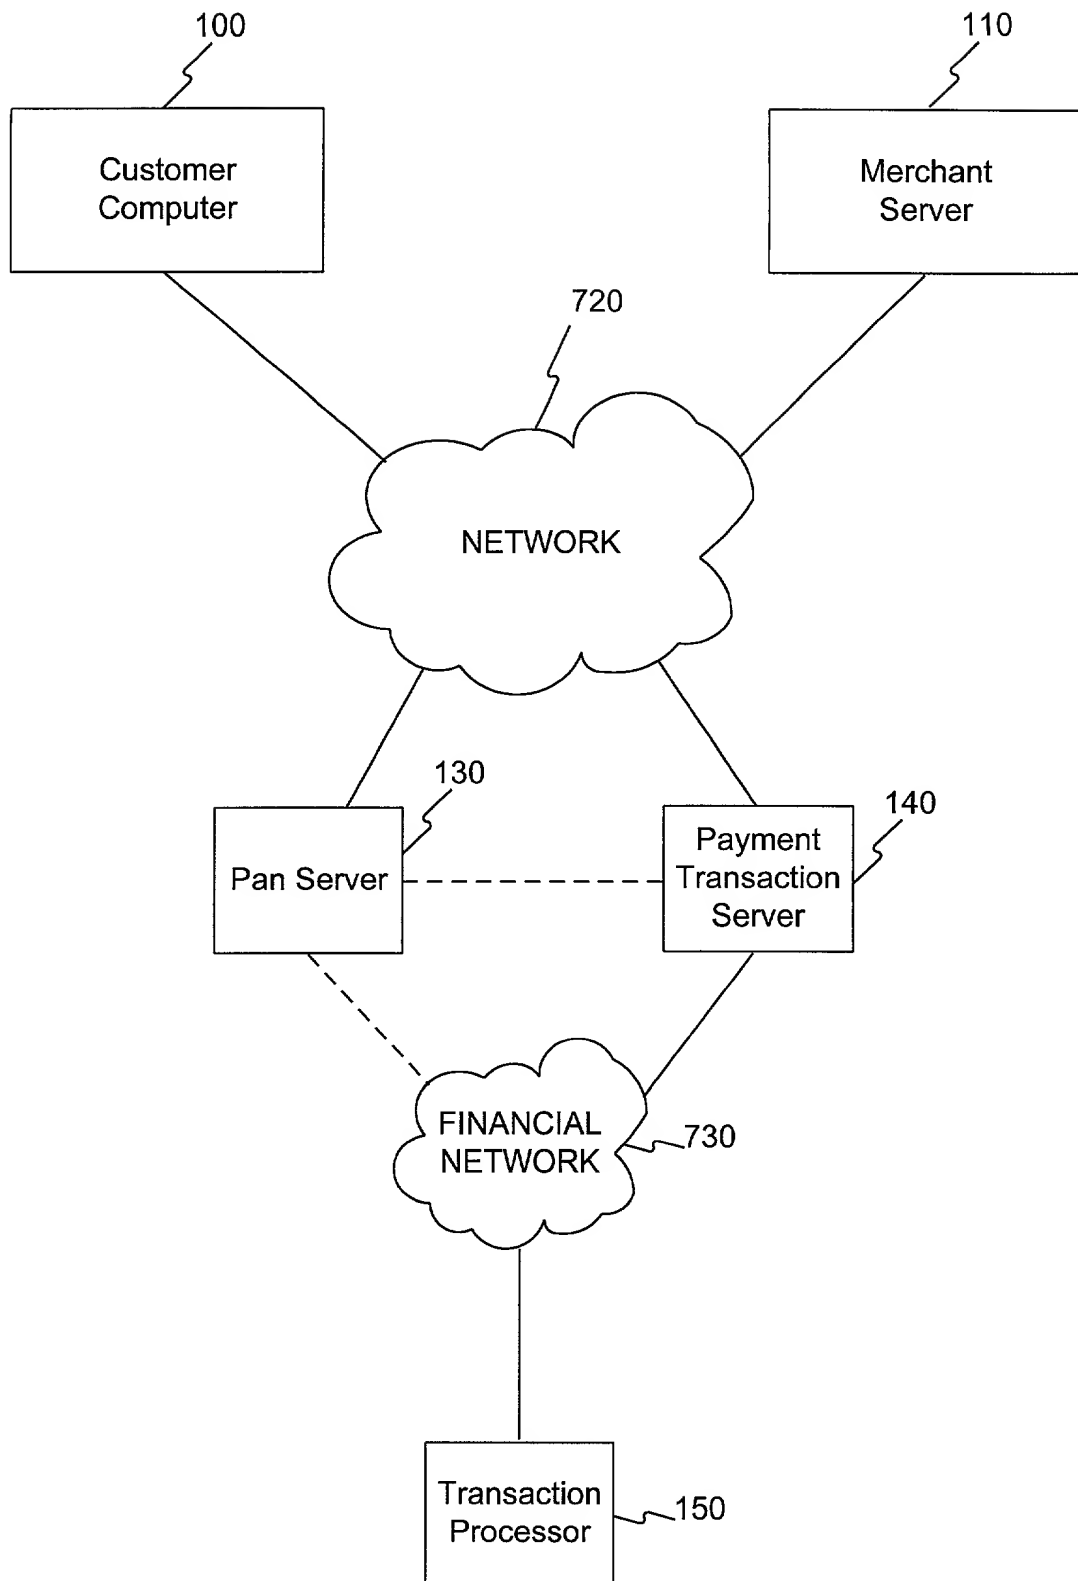 100
110
Customer
Computer
Merchant
Server
720
NETWORK
130
140
Pan Server
Payment
Transaction
Server
FINANCIAL
NETWORK
730
Transaction
Processor
150